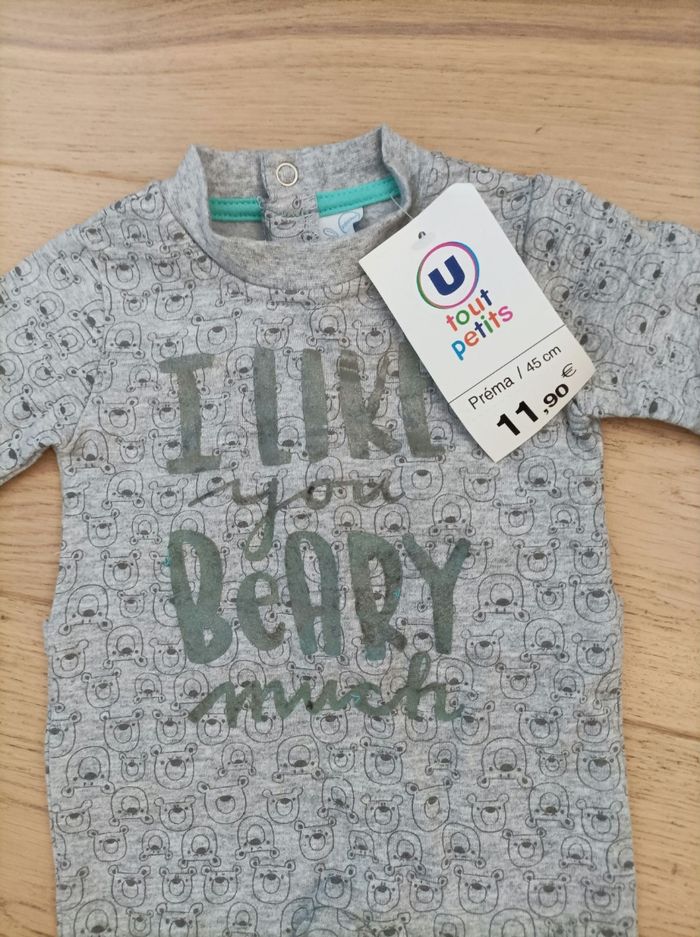 U
tout
petits
Préma / 45 cm
11,90 €
I LIKE
you
BeARY
much